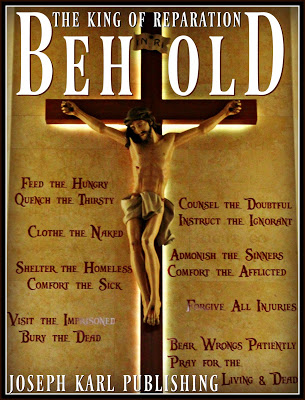 THE KING OF REPARATION
BEHOLD
INRI
FEED THE HUNGRY
QUENCH THE THIRSTY
CLOTHE THE NAKED
SHELTER THE HOMELESS
COMFORT THE SICK
VISIT THE IMPRISONED
BURY THE DEAD
COUNSEL THE DOUBTFUL
INSTRUCT THE IGNORANT
ADMONISH THE SINNERS
COMFORT THE AFFLICTED
FORGIVE ALL INJURIES
BEAR WRONGS PATIENTLY
PRAY FOR THE
LIVING & DEAD
JOSEPH KARL PUBLISHING